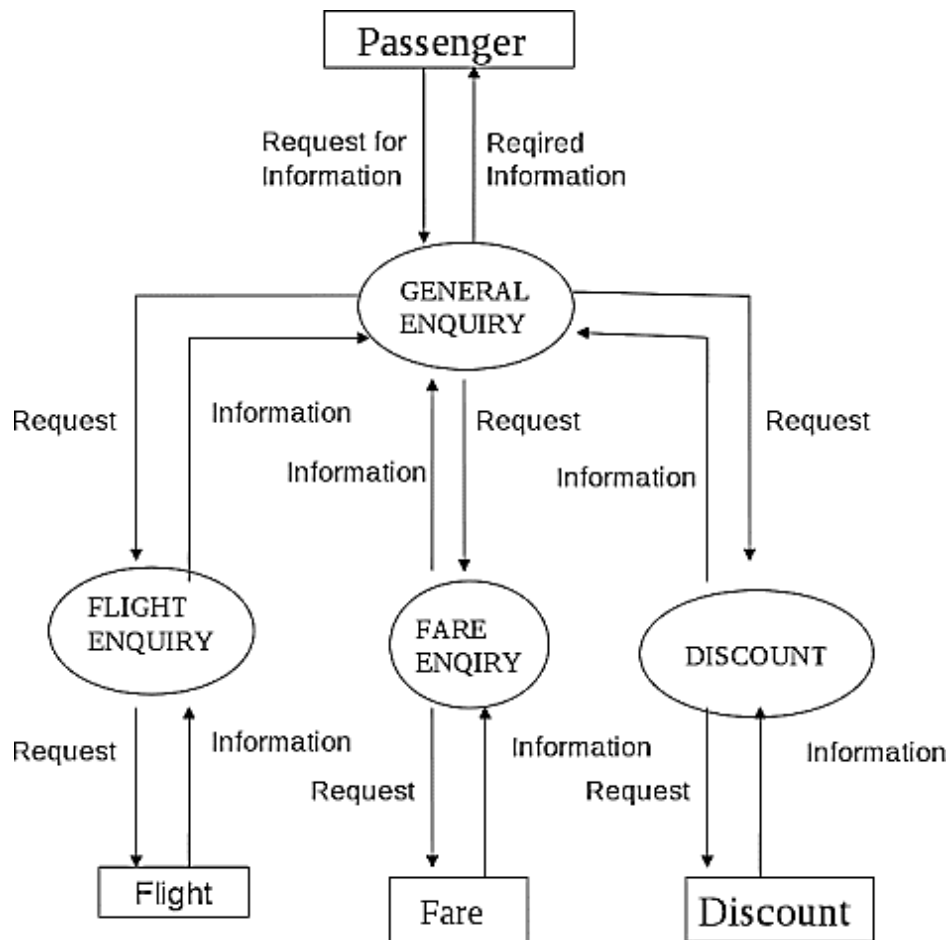 Passenger
Request for
Information
Reqired
Information
GENERAL
ENQUIRY
Request
Information
Information
Request
Information
Request
FLIGHT
ENQUIRY
FARE
ENQIRY
DISCOUNT
Request
Information
Request
Information
Request
Information
Flight
Fare
Discount